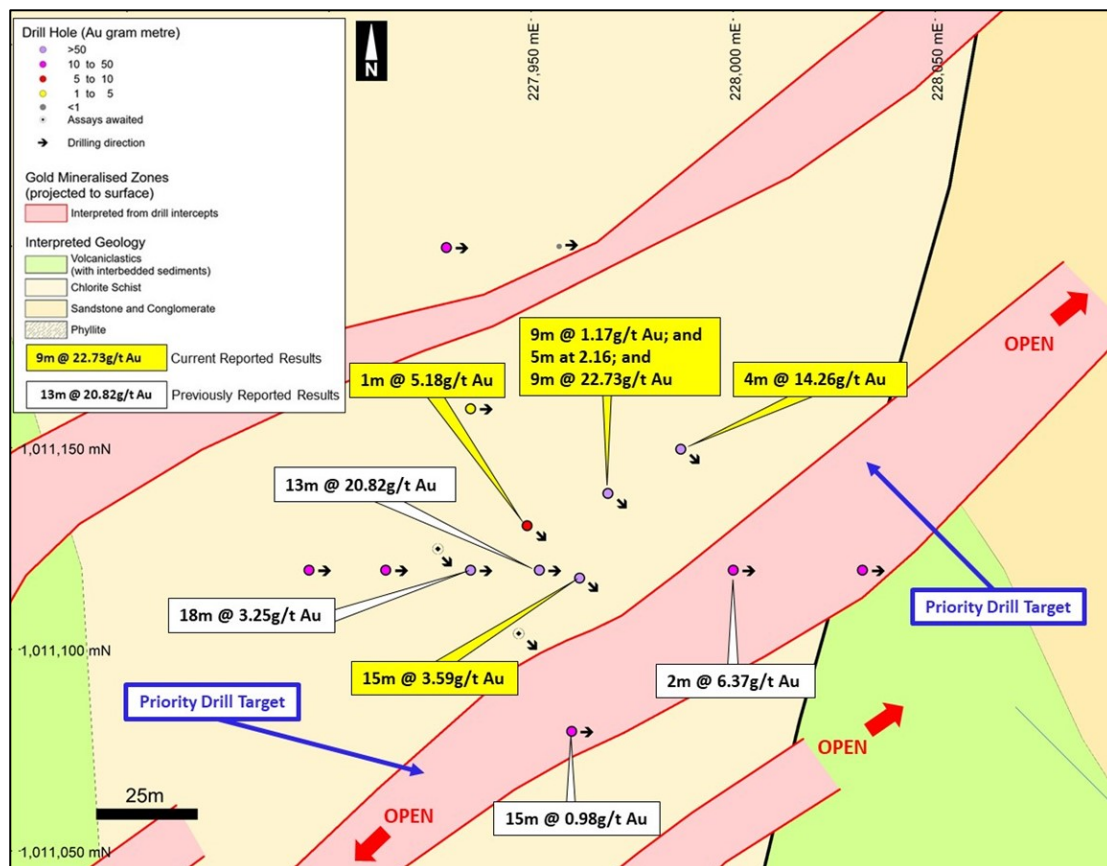 Drill Hole (Au gram metre)
>50
10 to 50
5 to 10
1 to 5
<1
Assays awaited
Drilling direction
Gold Mineralised Zones
(projected to surface)
Interpreted from drill intercepts
Interpreted Geology
Volcaniclastics
(with interbedded sediments)
Chlorite Schist
Sandstone and Conglomerate
Phyllite
9m @ 22.73g/t Au Current Reported Results
13m @ 20.82g/t Au Previously Reported Results
N
227,950 mE
228,000 mE
228,050 mE
OPEN
9m @ 1.17g/t Au; and
5m at 2.16; and
9m @ 22.73g/t Au
1m @ 5.18g/t Au
4m @ 14.26g/t Au
1,011,150 mN
13m @ 20.82g/t Au
18m @ 3.25g/t Au
Priority Drill Target
1,011,100 mN
15m @ 3.59g/t Au
2m @ 6.37g/t Au
Priority Drill Target
OPEN
25m
OPEN
15m @ 0.98g/t Au
1,011,050 mN